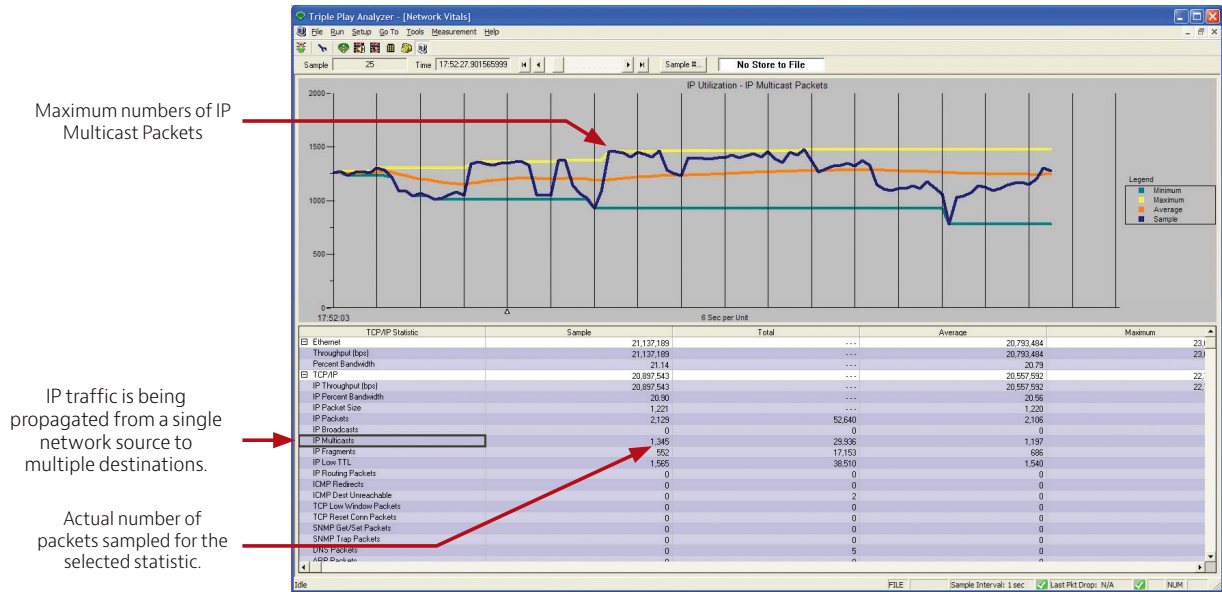 Triple Play Analyzer - [Network Vitals]
File Run Setup Go To Tools Measurement Help
Sample 25 Time 17:52:27.901565999 Sample #... No Store to File
IP Utilization - IP Multicast Packets
2000
1500
1000
500
0
17:52:03
6 Sec per Unit
Legend
Minimum
Maximum
Average
Sample
Maximum numbers of IP
Multicast Packets
IP traffic is being
propagated from a single
network source to
multiple destinations.
Actual number of
packets sampled for the
selected statistic.
TCP/IP Statistic Sample Total Average Maximum
Ethernet 21,137,189 --- 20,793,484
Throughput (bps) 21,137,189 --- 20,793,484
Percent Bandwidth 21.14 --- 20.79
TCP/IP 20,897,543 --- 20,557,592
IP Throughput (bps) 20,897,543 --- 20,557,592
IP Percent Bandwidth 20.90 --- 20.56
IP Packet Size 1,221 --- 1,220
IP Packets 2,129 52,640 2,106
IP Broadcasts 0 0 0
IP Multicasts 1,345 29,936 1,197
IP Fragments 552 17,153 686
IP Low TTL 1,565 38,510 1,540
IP Routing Packets 0 0 0
ICMP Redirects 0 0 0
ICMP Dest Unreachable 0 2 0
TCP Low Window Packets 0 0 0
TCP Reset Conn Packets 0 0 0
SNMP Get/Set Packets 0 0 0
SNMP Trap Packets 0 0 0
DNS Packets 0 5 0
ARP Packets 0 0 0
Idle FILE Sample Interval: 1 sec Last Pkt Drop: N/A NUM